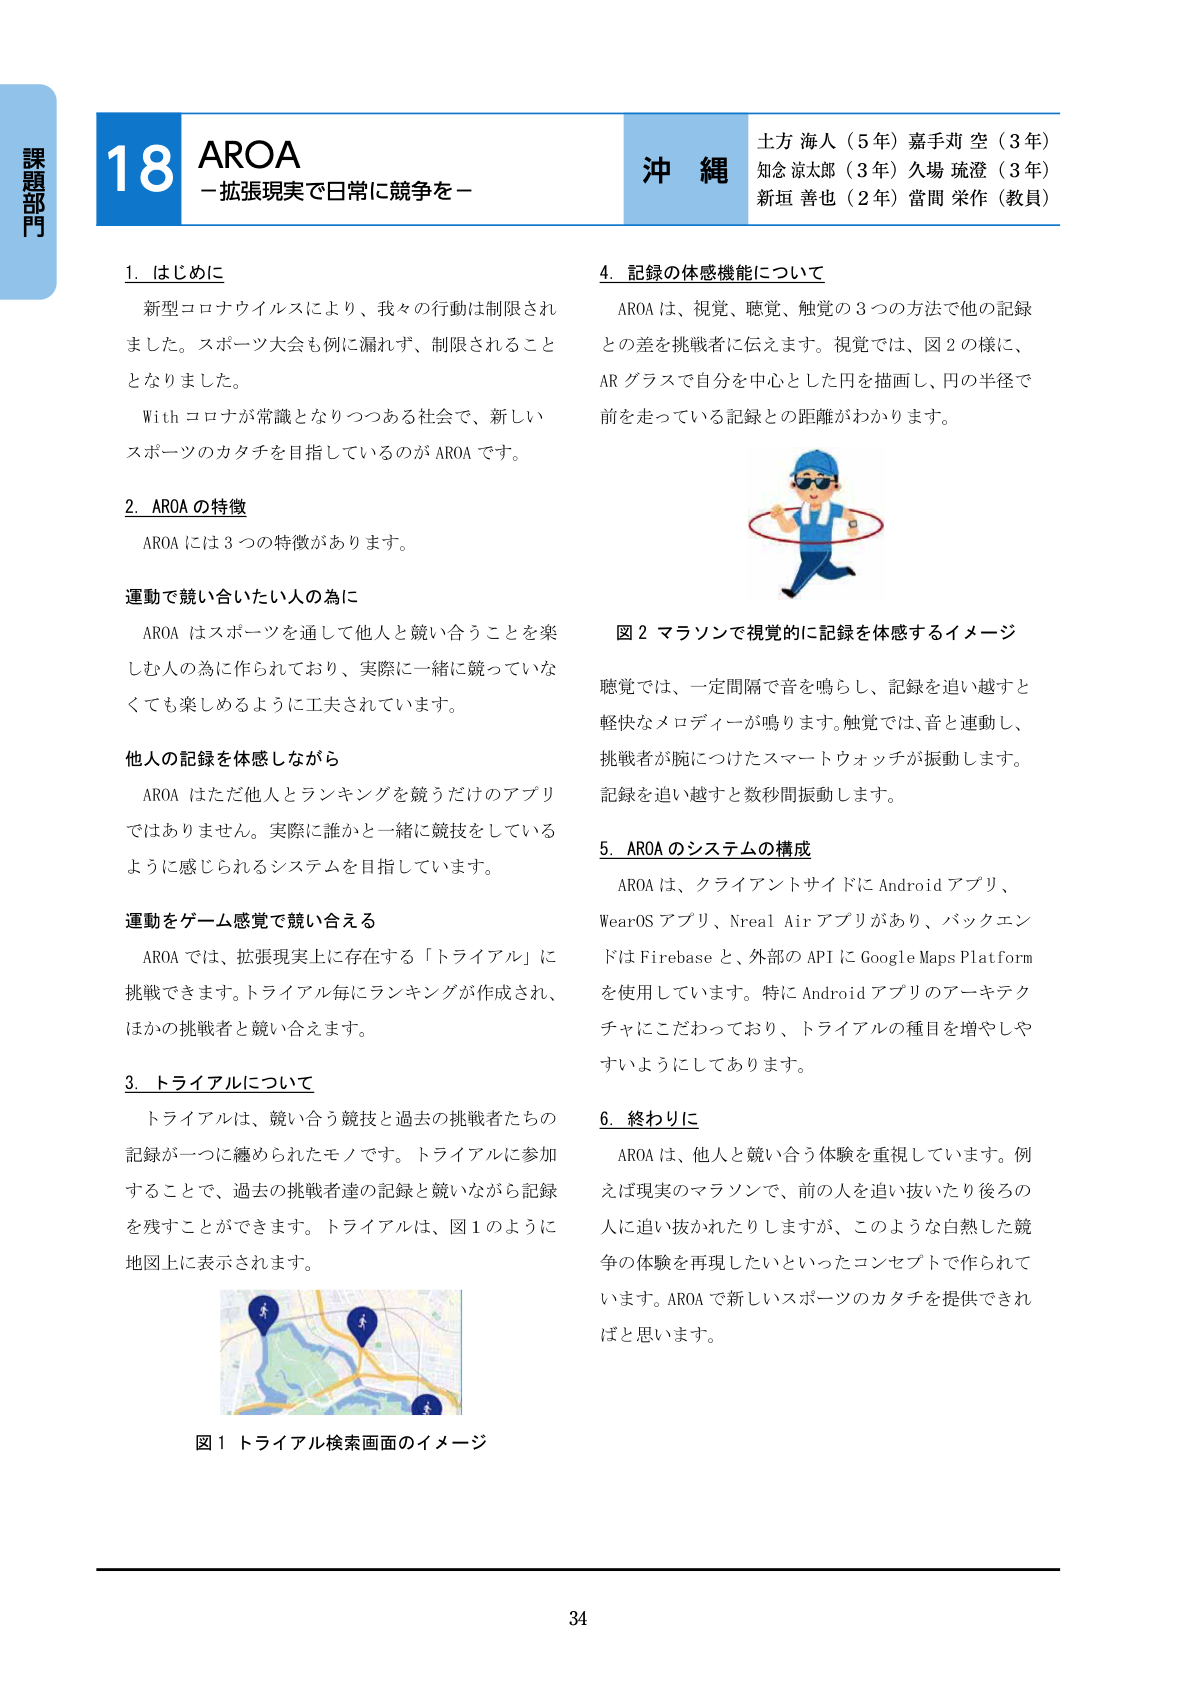 課題部門
18
AROA
－拡張現実で日常に競争を－
沖　縄
土方 海人（５年）嘉手苅 空（３年）
知念 涼太郎（３年）久場 琉澄（３年）
新垣 善也（２年）當間 栄作（教員）
1. はじめに
新型コロナウイルスにより、我々の行動は制限され
ました。スポーツ大会も例に漏れず、制限されること
となりました。
With コロナが常識となりつつある社会で、新しい
スポーツのカタチを目指しているのが AROA です。
2. AROA の特徴
AROA には 3 つの特徴があります。
運動で競い合いたい人の為に
AROA はスポーツを通して他人と競い合うことを楽
しむ人の為に作られており、実際に一緒に競っていな
くても楽しめるように工夫されています。
他人の記録を体感しながら
AROA はただ他人とランキングを競うだけのアプリ
ではありません。実際に誰かと一緒に競技をしている
ように感じられるシステムを目指しています。
運動をゲーム感覚で競い合える
AROA では、拡張現実上に存在する「トライアル」に
挑戦できます。トライアル毎にランキングが作成され、
ほかの挑戦者と競い合えます。
3. トライアルについて
トライアルは、競い合う競技と過去の挑戦者たちの
記録が一つに纏められたモノです。トライアルに参加
することで、過去の挑戦者達の記録と競いながら記録
を残すことができます。トライアルは、図 1 のように
地図上に表示されます。
図 1 トライアル検索画面のイメージ
4. 記録の体感機能について
AROA は、視覚、聴覚、触覚の 3 つの方法で他の記録
との差を挑戦者に伝えます。視覚では、図 2 の様に、
AR グラスで自分を中心とした円を描画し、円の半径で
前を走っている記録との距離がわかります。
図 2 マラソンで視覚的に記録を体感するイメージ
聴覚では、一定間隔で音を鳴らし、記録を追い越すと
軽快なメロディーが鳴ります。触覚では、音と連動し、
挑戦者が腕につけたスマートウォッチが振動します。
記録を追い越すと数秒間振動します。
5. AROA のシステムの構成
AROA は、クライアントサイドに Android アプリ、
WearOS アプリ、Nreal Air アプリがあり、バックエン
ドは Firebase と、外部の API に Google Maps Platform
を使用しています。特に Android アプリのアーキテク
チャにこだわっており、トライアルの種目を増やしや
すいようにしてあります。
6. 終わりに
AROA は、他人と競い合う体験を重視しています。例
えば現実のマラソンで、前の人を追い抜いたり後ろの
人に追い抜かれたりしますが、このような白熱した競
争の体験を再現したいといったコンセプトで作られて
います。AROA で新しいスポーツのカタチを提供できれ
ばと思います。
34